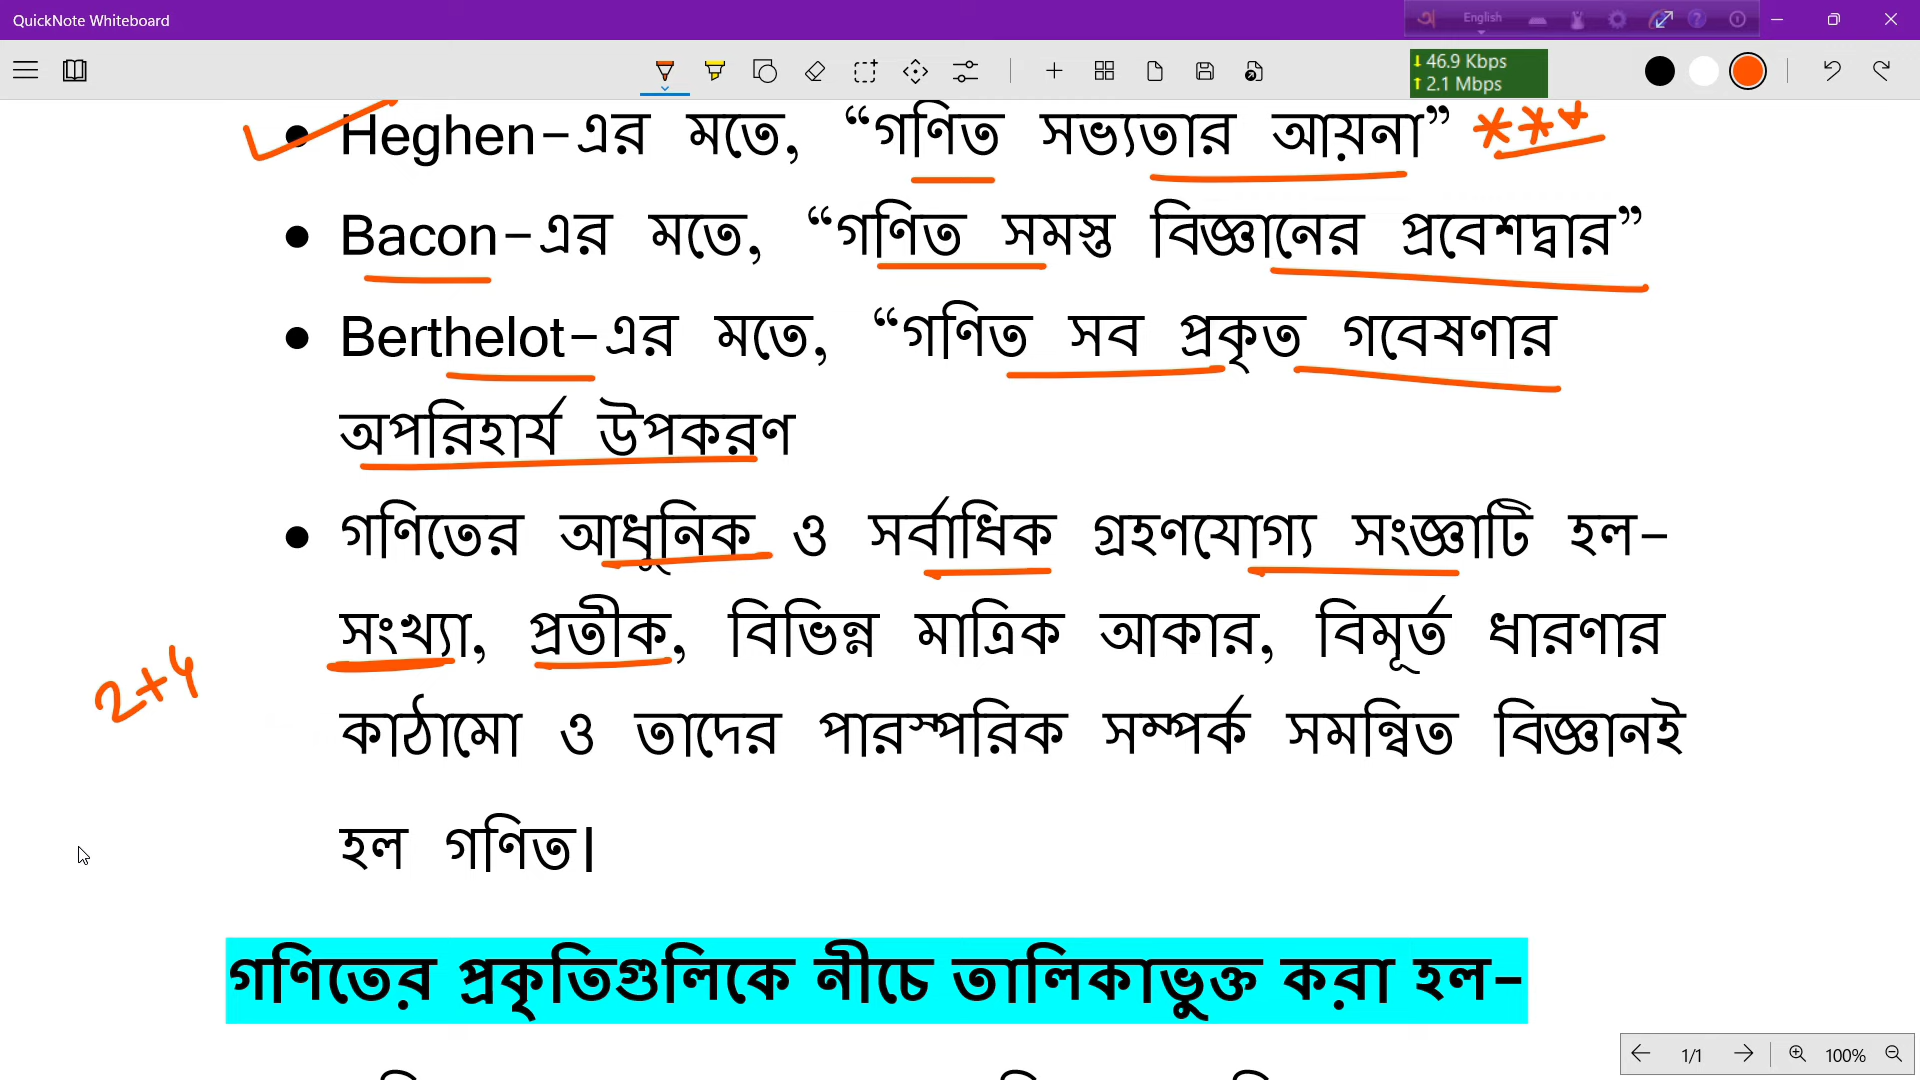 QuickNote Whiteboard
English
↓ 46.9 Kbps
↑ 2.1 Mbps
• Heghen-এর মতে, “গণিত সভ্যতার আয়না” ***
• Bacon-এর মতে, “গণিত সমস্ত বিজ্ঞানের প্রবেশদ্বার”
• Berthelot-এর মতে, “গণিত সব প্রকৃত গবেষণার
অপরিহার্য উপকরণ
• গণিতের আধুনিক ও সর্বাধিক গ্রহণযোগ্য সংজ্ঞাটি হল-
সংখ্যা, প্রতীক, বিভিন্ন মাত্রিক আকার, বিমূর্ত ধারণার
2+4
কাঠামো ও তাদের পারস্পরিক সম্পর্ক সমন্বিত বিজ্ঞানই
হল গণিত।
গণিতের প্রকৃতিগুলিকে নীচে তালিকাভুক্ত করা হল-
1/1 100%